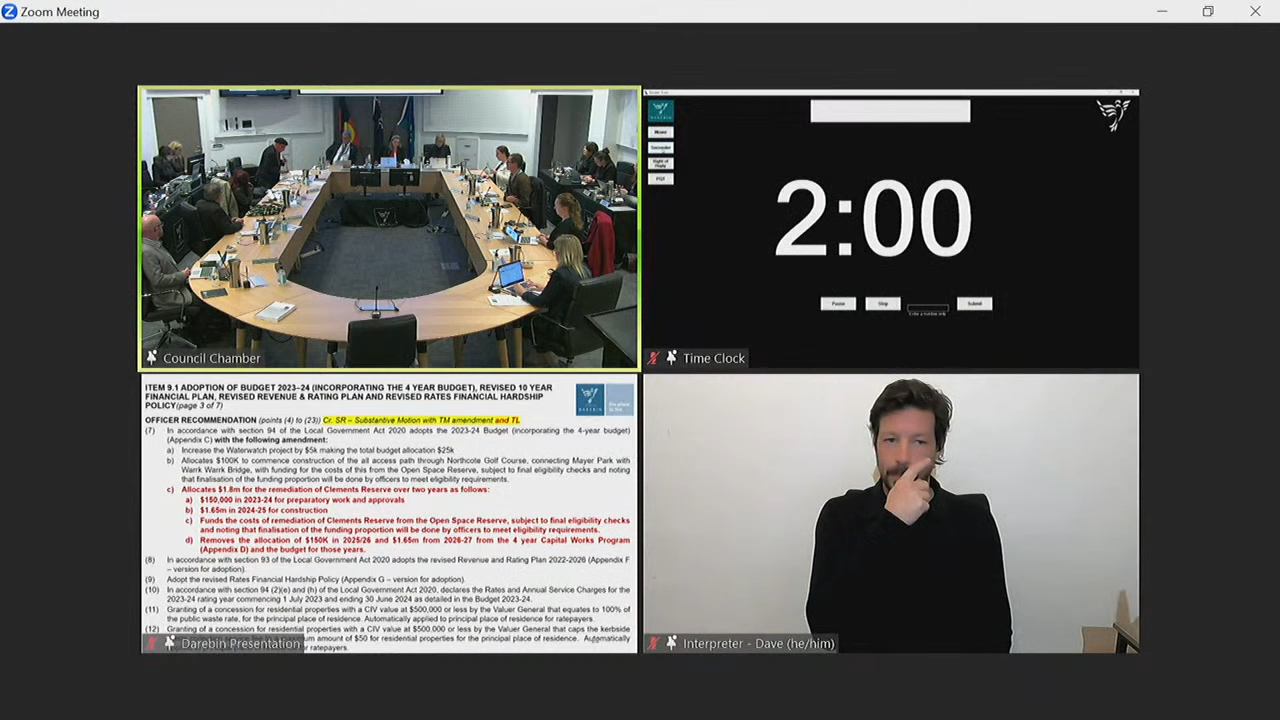 Zoom Meeting
Council Chamber
DAREBIN
Mover
Seconder
Right of
Reply
2:00
Pause
Stop
Submit
Enter a number only
Time Clock
ITEM 9.1 ADOPTION OF BUDGET 2023–24 (INCORPORATING THE 4 YEAR BUDGET), REVISED 10 YEAR
FINANCIAL PLAN, REVISED REVENUE & RATING PLAN AND REVISED RATES FINANCIAL HARDSHIP
POLICY(page 3 of 7)
DAREBIN
OFFICER RECOMMENDATION (points (4) to (23)) Cr. SR – Substantive Motion with TM amendment and TL
(7) In accordance with section 94 of the Local Government Act 2020 adopts the 2023-24 Budget (incorporating the 4-year budget)
(Appendix C) with the following amendment:
a) Increase the Waterwatch project by $5k making the total budget allocation $25k
b) Allocates $100K to commence construction of the all access path through Northcote Golf Course, connecting Mayer Park with
Warrk Warrk Bridge, with funding for the costs of this from the Open Space Reserve, subject to final eligibility checks and noting
that finalisation of the funding proportion will be done by officers to meet eligibility requirements.
c) Allocates $1.8m for the remediation of Clements Reserve over two years as follows:
a) $150,000 in 2023-24 for preparatory work and approvals
b) $1.65m in 2024-25 for construction
c) Funds the costs of remediation of Clements Reserve from the Open Space Reserve, subject to final eligibility checks
and noting that finalisation of the funding proportion will be done by officers to meet eligibility requirements.
d) Removes the allocation of $150K in 2025/26 and $1.65m from 2026-27 from the 4 year Capital Works Program
(Appendix D) and the budget for those years.
(8) In accordance with section 93 of the Local Government Act 2020 adopts the revised Revenue and Rating Plan 2022-2026 (Appendix F
– version for adoption).
(9) Adopt the revised Rates Financial Hardship Policy (Appendix G – version for adoption).
(10) In accordance with section 94 (2)(e) and (h) of the Local Government Act 2020, declares the Rates and Annual Service Charges for the
2023-24 rating year commencing 1 July 2023 and ending 30 June 2024 as detailed in the Budget 2023-24.
(11) Granting of a concession for residential properties with a CIV value at $500,000 or less by the Valuer General that equates to 100% of
the public waste rate, for the principal place of residence. Automatically applied to principal place of residence for ratepayers.
(12) Granting of a concession for residential properties with a CIV value at $500,000 or less by the Valuer General that caps the kerbside
amount of $50 for residential properties for the principal place of residence. Automatically
ratepayers.
Darebin Presentation
Interpreter - Dave (he/him)